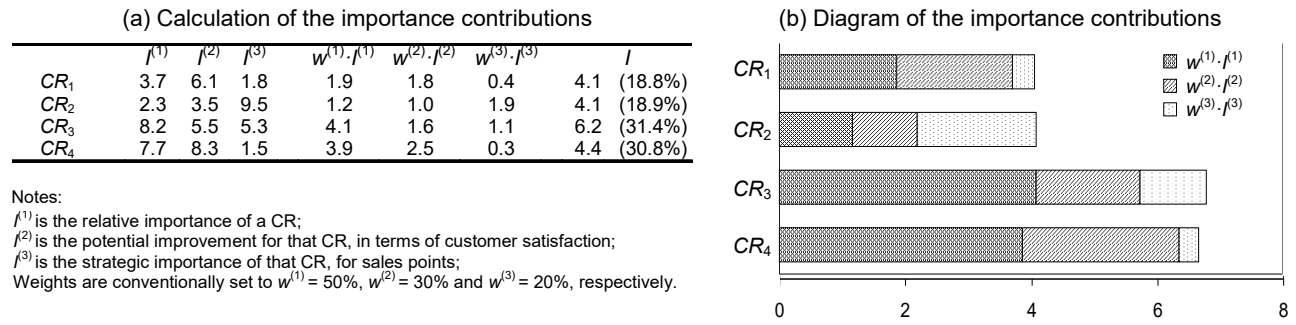 (a) Calculation of the importance contributions
I(1) I(2) I(3) w(1)·I(1) w(2)·I(2) w(3)·I(3) I
CR1 3.7 6.1 1.8 1.9 1.8 0.4 4.1 (18.8%)
CR2 2.3 3.5 9.5 1.2 1.0 1.9 4.1 (18.9%)
CR3 8.2 5.5 5.3 4.1 1.6 1.1 6.2 (31.4%)
CR4 7.7 8.3 1.5 3.9 2.5 0.3 4.4 (30.8%)
Notes:
I(1) is the relative importance of a CR;
I(2) is the potential improvement for that CR, in terms of customer satisfaction;
I(3) is the strategic importance of that CR, for sales points;
Weights are conventionally set to w(1) = 50%, w(2) = 30% and w(3) = 20%, respectively.
(b) Diagram of the importance contributions
CR1
CR2
CR3
CR4
w(1)·I(1)
w(2)·I(2)
w(3)·I(3)
0 2 4 6 8